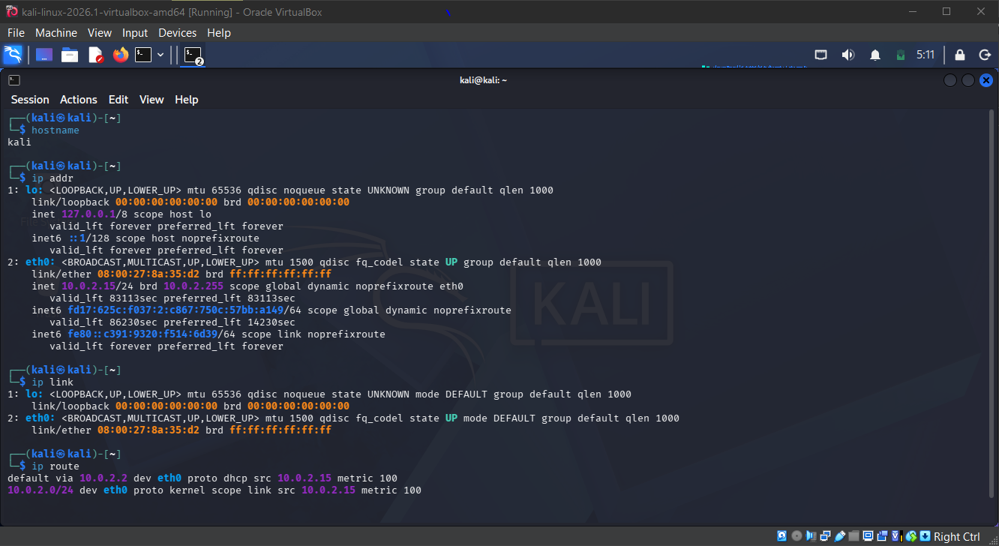 kali-linux-2026.1-virtualbox-amd64 [Running] - Oracle VirtualBox
File Machine View Input Devices Help
2
5:11
kali@kali: ~
Session Actions Edit View Help
┌──(kali㉿kali)-[~]
└─$ hostname
kali
┌──(kali㉿kali)-[~]
└─$ ip addr
1: lo: <LOOPBACK,UP,LOWER_UP> mtu 65536 qdisc noqueue state UNKNOWN group default qlen 1000
link/loopback 00:00:00:00:00:00 brd 00:00:00:00:00:00
inet 127.0.0.1/8 scope host lo
valid_lft forever preferred_lft forever
inet6 ::1/128 scope host noprefixroute
valid_lft forever preferred_lft forever
2: eth0: <BROADCAST,MULTICAST,UP,LOWER_UP> mtu 1500 qdisc fq_codel state UP group default qlen 1000
link/ether 08:00:27:8a:35:d2 brd ff:ff:ff:ff:ff:ff
inet 10.0.2.15/24 brd 10.0.2.255 scope global dynamic noprefixroute eth0
valid_lft 83113sec preferred_lft 83113sec
inet6 fd17:625c:f037:2:c867:750c:57bb:a149/64 scope global dynamic noprefixroute
valid_lft 86230sec preferred_lft 14230sec
inet6 fe80::c391:9320:f514:6d39/64 scope link noprefixroute
valid_lft forever preferred_lft forever
KALI
┌──(kali㉿kali)-[~]
└─$ ip link
1: lo: <LOOPBACK,UP,LOWER_UP> mtu 65536 qdisc noqueue state UNKNOWN mode DEFAULT group default qlen 1000
link/loopback 00:00:00:00:00:00 brd 00:00:00:00:00:00
2: eth0: <BROADCAST,MULTICAST,UP,LOWER_UP> mtu 1500 qdisc fq_codel state UP mode DEFAULT group default qlen 1000
link/ether 08:00:27:8a:35:d2 brd ff:ff:ff:ff:ff:ff
┌──(kali㉿kali)-[~]
└─$ ip route
default via 10.0.2.2 dev eth0 proto dhcp src 10.0.2.15 metric 100
10.0.2.0/24 dev eth0 proto kernel scope link src 10.0.2.15 metric 100
Right Ctrl